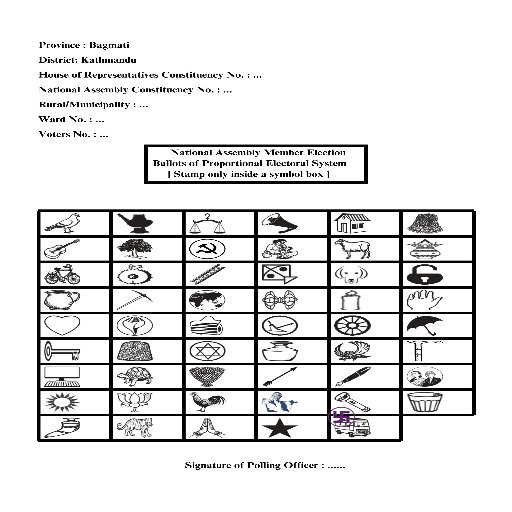 Province : Bagmati
District: Kathmandu
House of Representatives Constituency No. : ...
National Assembly Constituency No. : ...
Rural/Municipality : ...
Ward No. : ...
Voters No. : ...
National Assembly Member Election
Ballots of Proportional Electoral System
[ Stamp only inside a symbol box ]
Signature of Polling Officer : ......